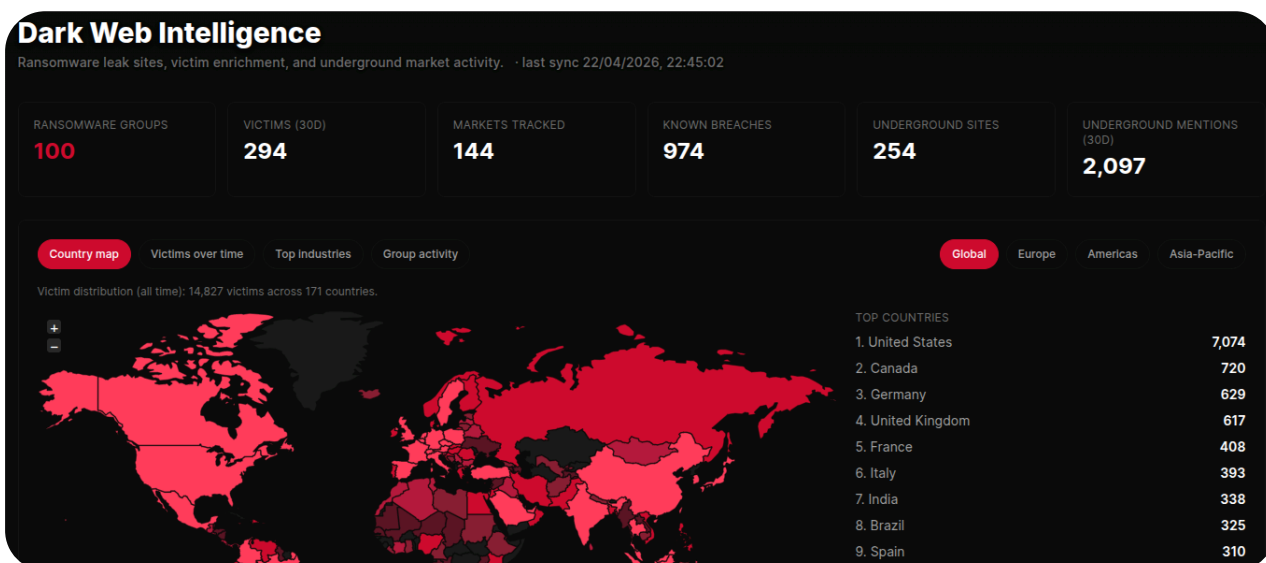 Dark Web Intelligence
Ransomware leak sites, victim enrichment, and underground market activity. · last sync 22/04/2026, 22:45:02
RANSOMWARE GROUPS
100
VICTIMS (30D)
294
MARKETS TRACKED
144
KNOWN BREACHES
974
UNDERGROUND SITES
254
UNDERGROUND MENTIONS
(30D)
2,097
Country map Victims over time Top industries Group activity
Global Europe Americas Asia-Pacific
Victim distribution (all time): 14,827 victims across 171 countries.
+
−
TOP COUNTRIES
1. United States 7,074
2. Canada 720
3. Germany 629
4. United Kingdom 617
5. France 408
6. Italy 393
7. India 338
8. Brazil 325
9. Spain 310